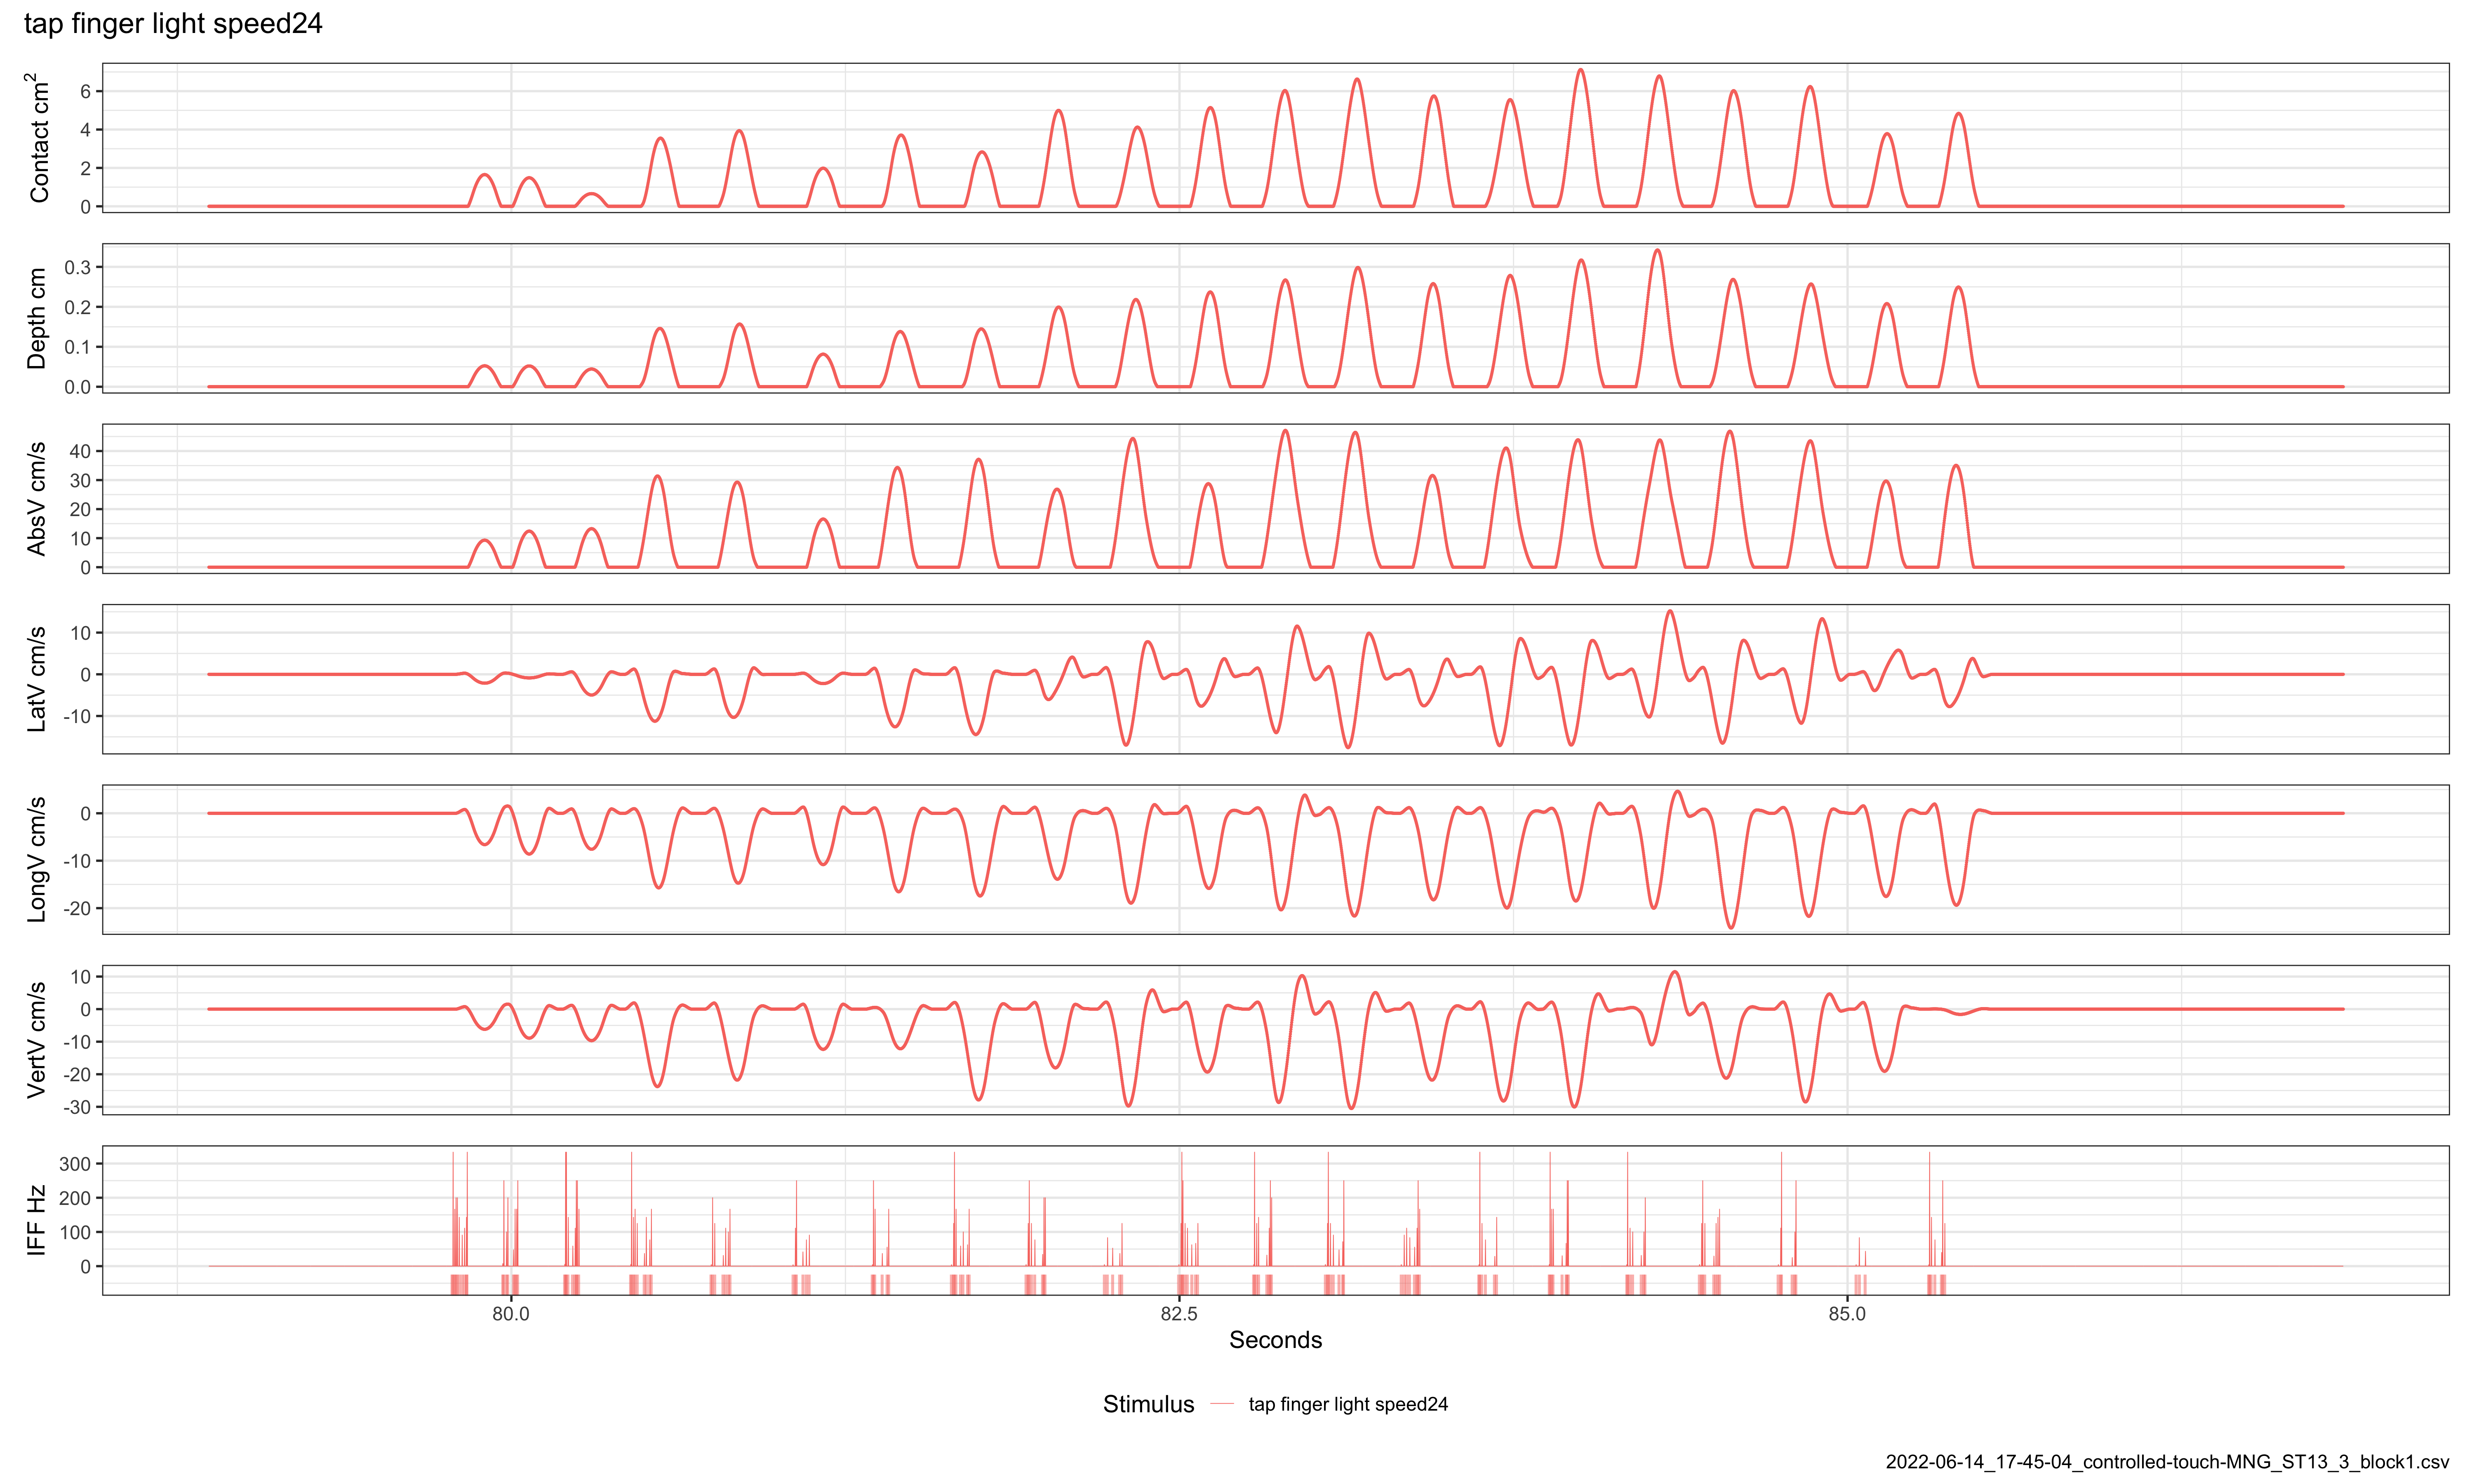 tap finger light speed24
Contact cm2
6
4
2
0
Depth cm
0.3
0.2
0.1
0.0
AbsV cm/s
40
30
20
10
0
LatV cm/s
10
0
-10
LongV cm/s
0
-10
-20
VertV cm/s
10
0
-10
-20
-30
IFF Hz
300
200
100
0
80.0 82.5 85.0
Seconds
Stimulus tap finger light speed24
2022-06-14_17-45-04_controlled-touch-MNG_ST13_3_block1.csv